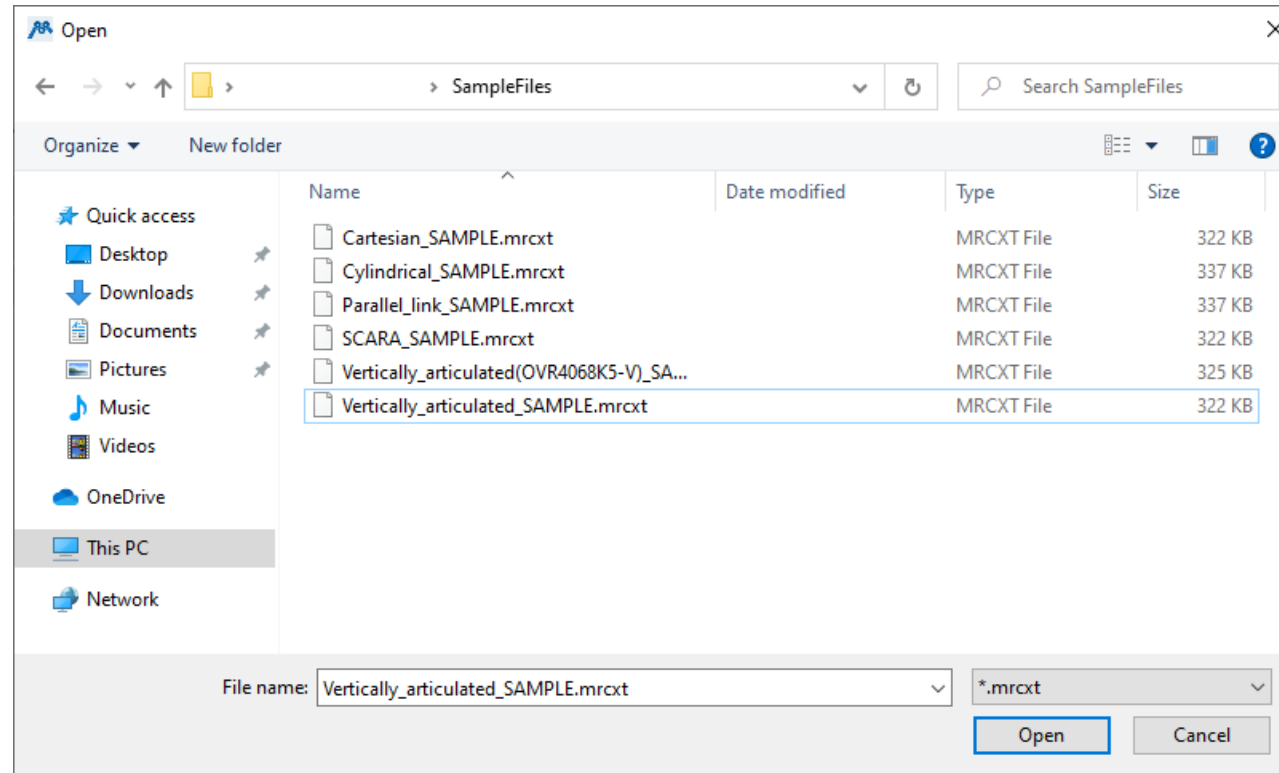 Open
SampleFiles
Search SampleFiles
Organize
New folder
Name Date modified Type Size
Quick access
Desktop
Downloads
Documents
Pictures
Music
Videos
OneDrive
This PC
Network
Cartesian_SAMPLE.mrcxt MRCXT File 322 KB
Cylindrical_SAMPLE.mrcxt MRCXT File 337 KB
Parallel_link_SAMPLE.mrcxt MRCXT File 337 KB
SCARA_SAMPLE.mrcxt MRCXT File 322 KB
Vertically_articulated(OVR4068K5-V)_SA... MRCXT File 325 KB
Vertically_articulated_SAMPLE.mrcxt MRCXT File 322 KB
File name: Vertically_articulated_SAMPLE.mrcxt *.mrcxt
Open Cancel